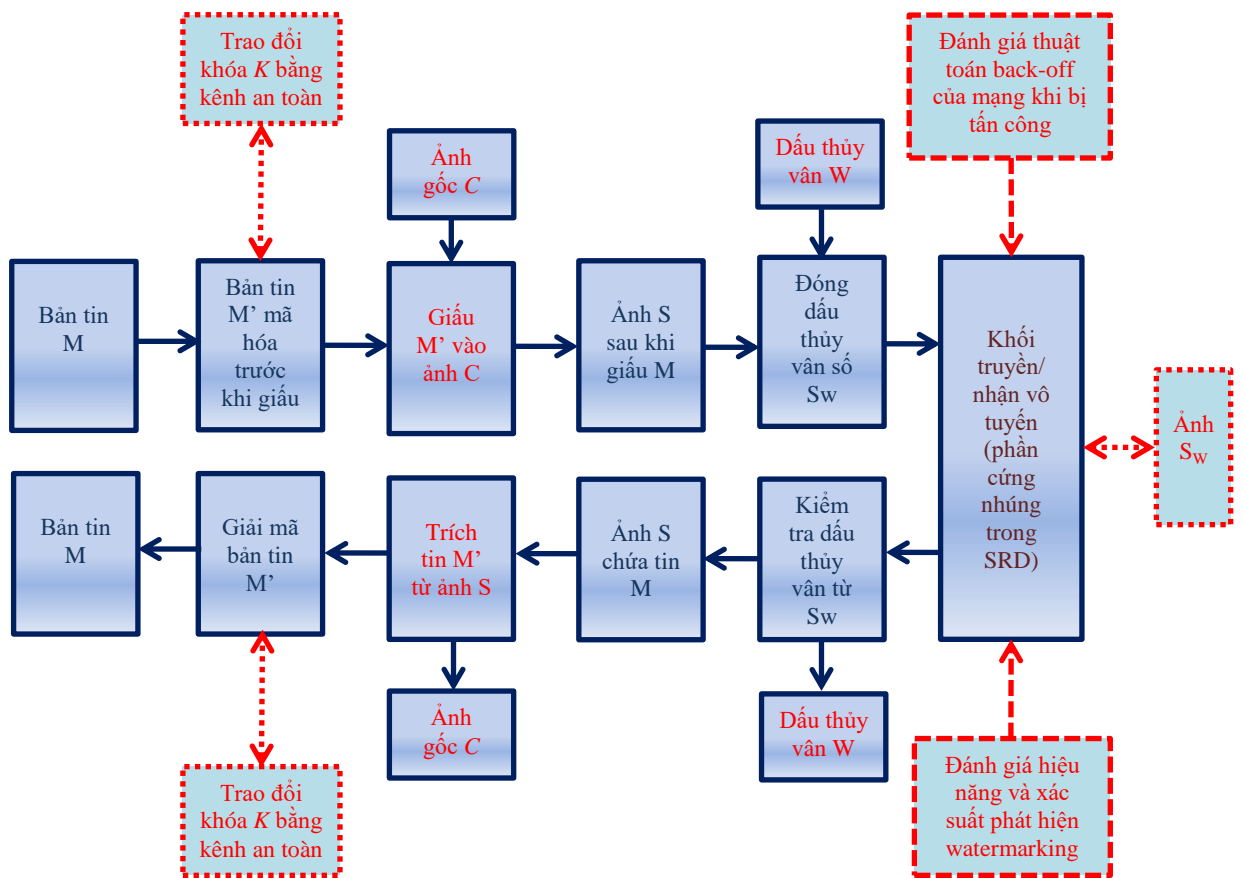 Trao đổi
khóa K bằng
kênh an toàn
Đánh giá thuật
toán back-off
của mạng khi bị
tấn công
Ảnh
gốc C
Dấu thủy
vân W
Bản tin
M
Bản tin
M’ mã
hóa
trước
khi giấu
Giấu
M’ vào
ảnh C
Ảnh S
sau khi
giấu M
Đóng
dấu
thủy
vân số
Sw
Khối
truyền/
nhận vô
tuyến
(phần
cứng
nhúng
trong
SRD)
Ảnh
SW
Bản tin
M
Giải mã
bản tin
M’
Trích
tin M’
từ ảnh S
Ảnh S
chứa tin
M
Kiểm
tra dấu
thủy
vân từ
Sw
Ảnh
gốc C
Dấu thủy
vân W
Trao đổi
khóa K bằng
kênh an toàn
Đánh giá hiệu
năng và xác
suất phát hiện
watermarking